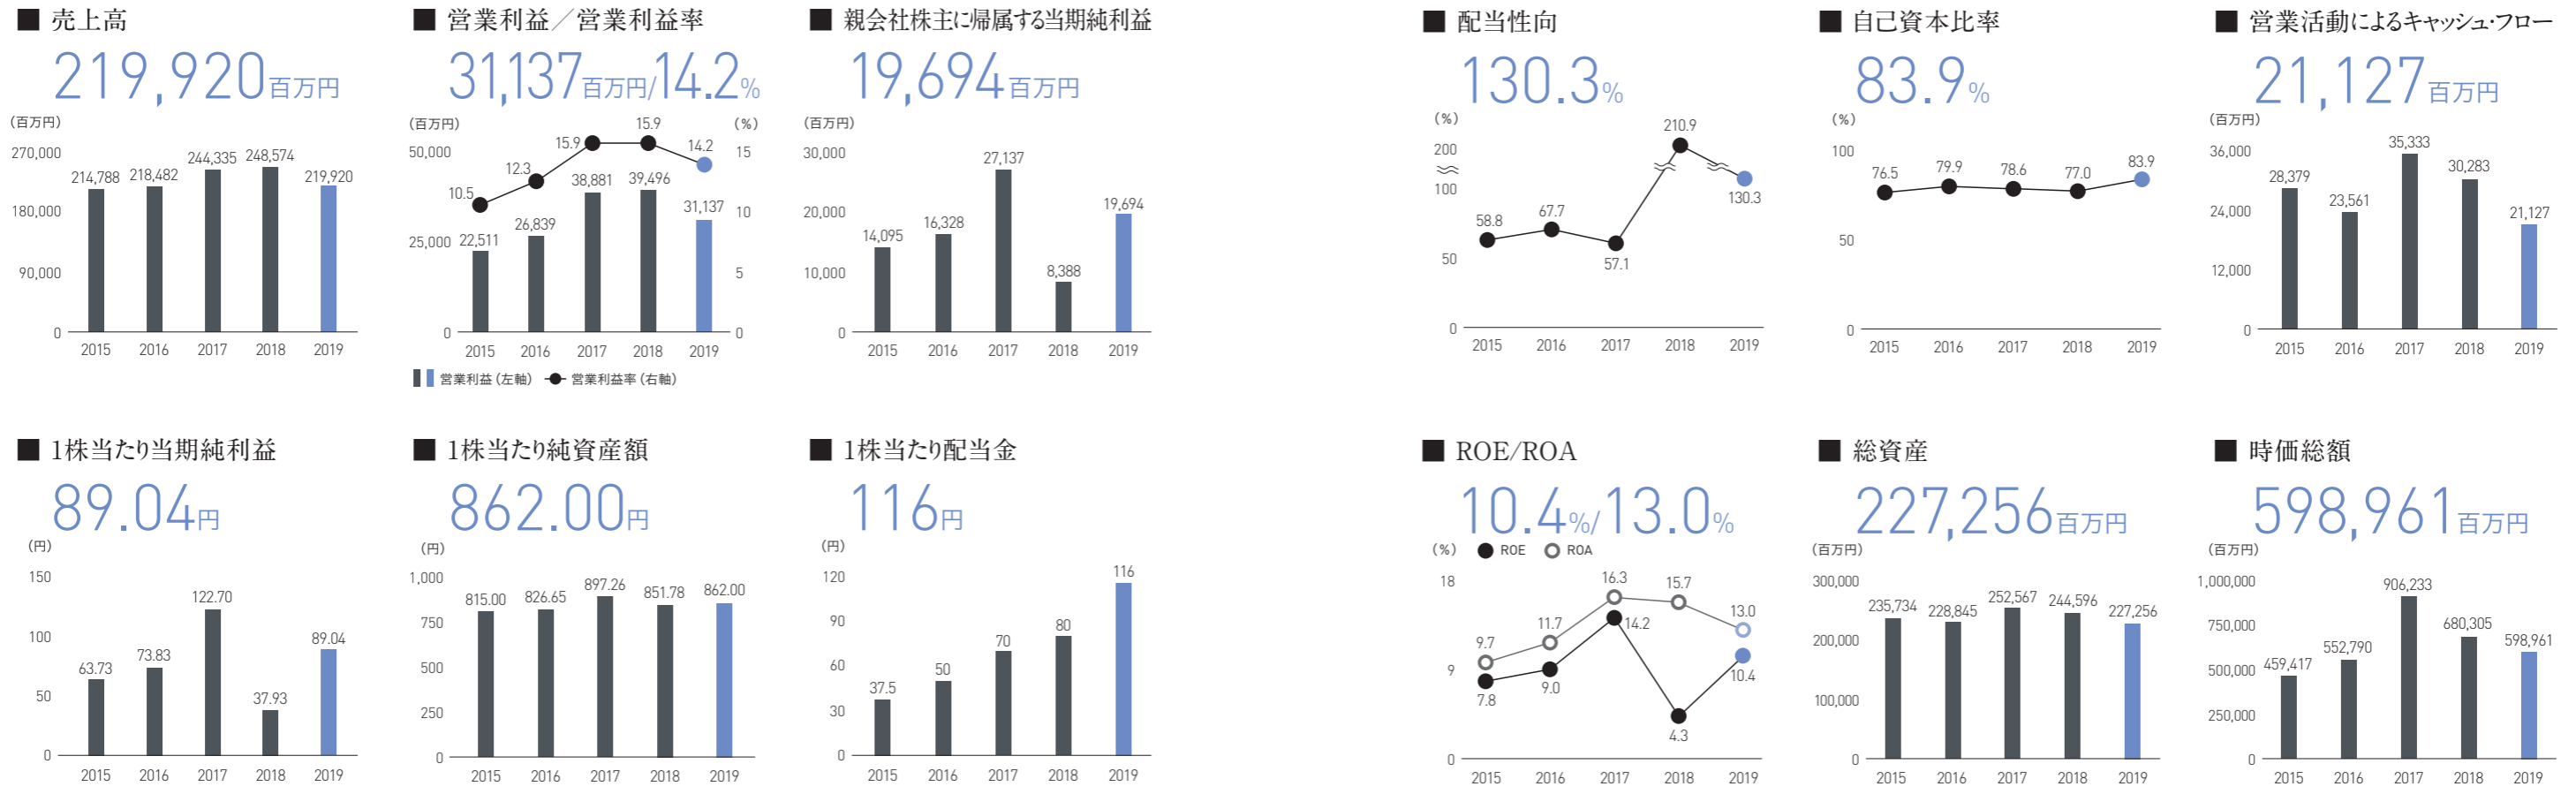 ■ 売上高
219,920百万円
(百万円)
270,000
180,000
90,000
0
214,788
218,482
244,335
248,574
219,920
2015 2016 2017 2018 2019
■ 営業利益／営業利益率
31,137百万円/14.2%
(百万円)
(%)
50,000
25,000
0
15
10
5
0
10.5
12.3
15.9
15.9
14.2
22,511
26,839
38,881
39,496
31,137
2015 2016 2017 2018 2019
営業利益（左軸） 営業利益率（右軸）
■ 親会社株主に帰属する当期純利益
19,694百万円
(百万円)
30,000
20,000
10,000
0
14,095
16,328
27,137
8,388
19,694
2015 2016 2017 2018 2019
■ 配当性向
130.3%
(%)
200
100
50
0
58.8
67.7
57.1
210.9
130.3
2015 2016 2017 2018 2019
■ 自己資本比率
83.9%
(%)
100
50
0
76.5
79.9
78.6
77.0
83.9
2015 2016 2017 2018 2019
■ 営業活動によるキャッシュ・フロー
21,127百万円
(百万円)
36,000
24,000
12,000
0
28,379
23,561
35,333
30,283
21,127
2015 2016 2017 2018 2019
■ 1株当たり当期純利益
89.04円
(円)
150
100
50
0
63.73
73.83
122.70
37.93
89.04
2015 2016 2017 2018 2019
■ 1株当たり純資産額
862.00円
(円)
1,000
750
500
250
0
815.00
826.65
897.26
851.78
862.00
2015 2016 2017 2018 2019
■ 1株当たり配当金
116円
(円)
120
90
60
30
0
37.5
50
70
80
116
2015 2016 2017 2018 2019
■ ROE/ROA
10.4%/13.0%
(%)
ROE ROA
18
9
0
9.7
11.7
16.3
15.7
13.0
7.8
9.0
14.2
4.3
10.4
2015 2016 2017 2018 2019
■ 総資産
227,256百万円
(百万円)
300,000
200,000
100,000
0
235,734
228,845
252,567
244,596
227,256
2015 2016 2017 2018 2019
■ 時価総額
598,961百万円
(百万円)
1,000,000
750,000
500,000
250,000
0
459,417
552,790
906,233
680,305
598,961
2015 2016 2017 2018 2019